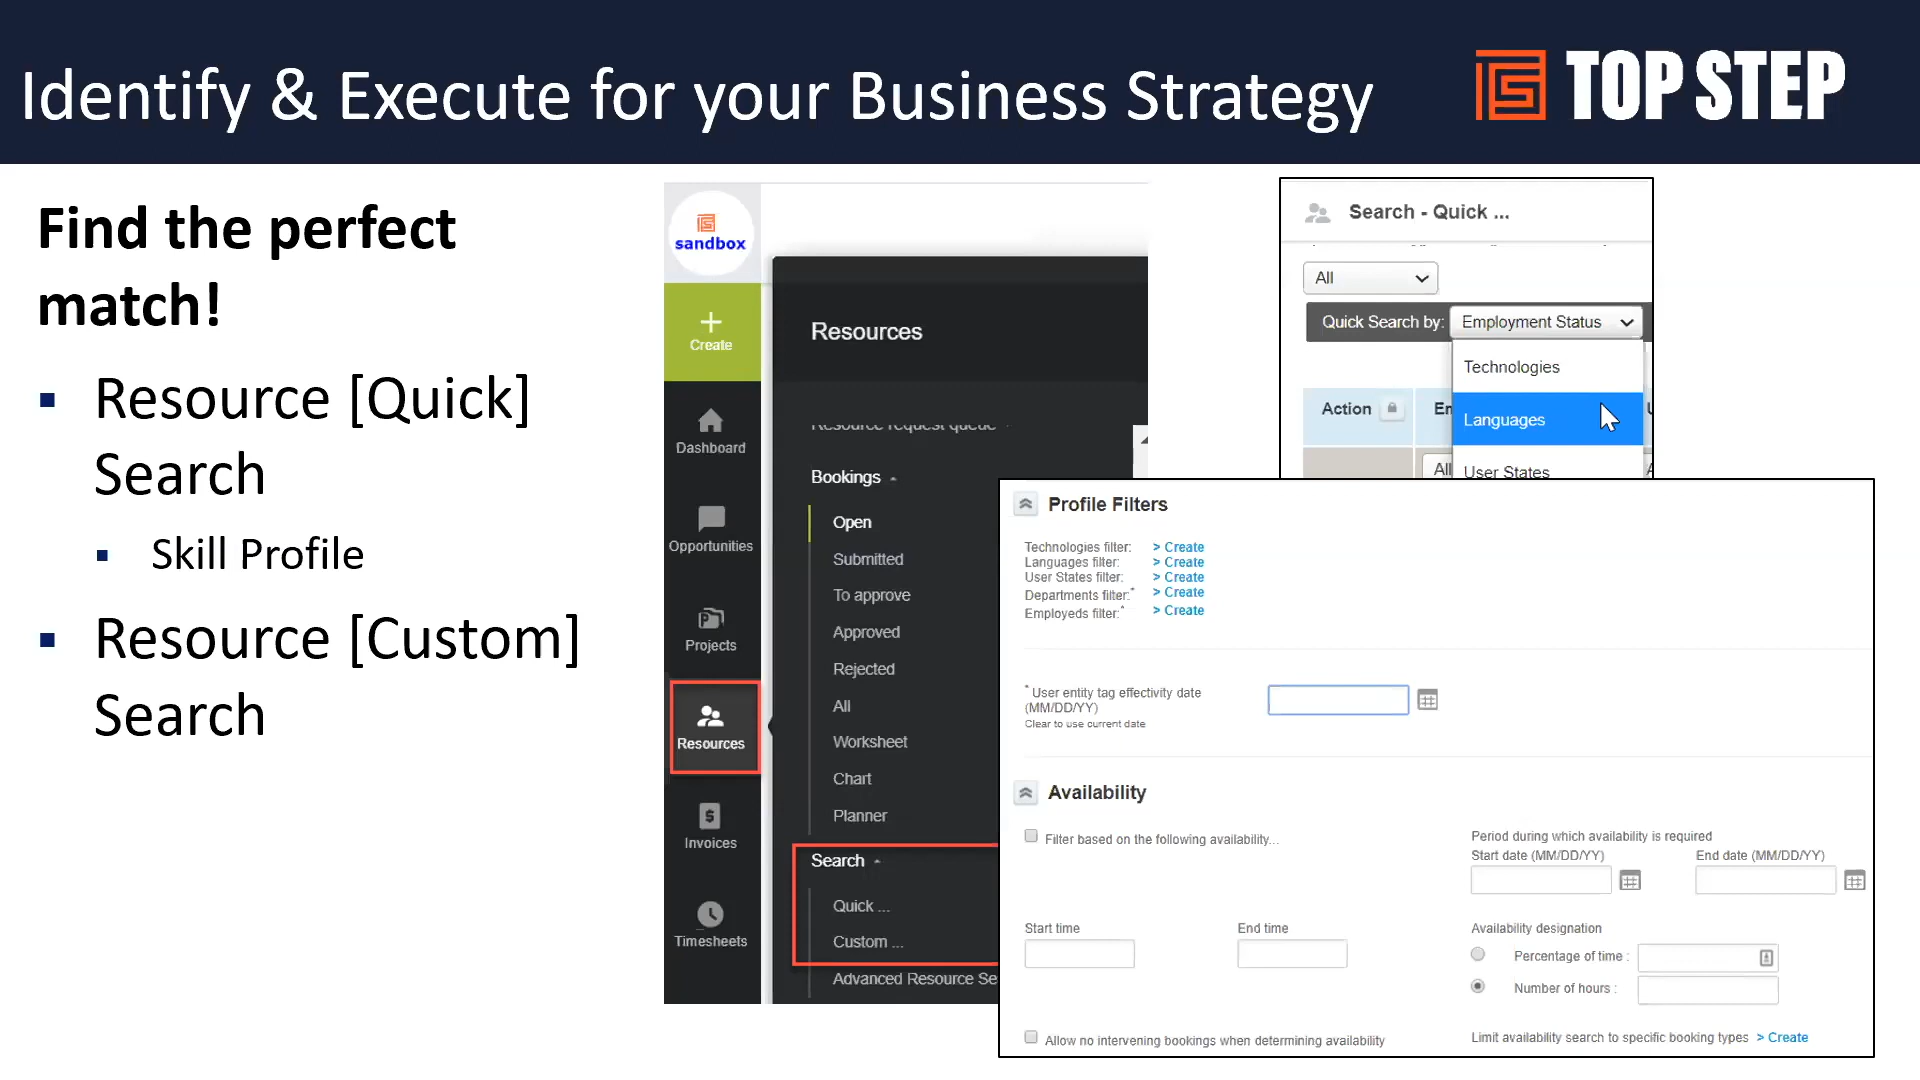 Identify & Execute for your Business Strategy
TOP STEP
Find the perfect
match!
Resource [Quick]
Search
Skill Profile
Resource [Custom]
Search
sandbox
Create
Dashboard
Opportunities
Projects
Resources
Invoices
Timesheets
Resources
Resource request queue
Bookings
Open
Submitted
To approve
Approved
Rejected
All
Worksheet
Chart
Planner
Search
Quick ...
Custom ...
Advanced Resource Se
Search - Quick ...
All
Quick Search by: Employment Status
Technologies
Action
Languages
All
User States
Profile Filters
Technologies filter: > Create
Languages filter: > Create
User States filter: > Create
Departments filter:* > Create
Employeds filter:* > Create
* User entity tag effectivity date
(MM/DD/YY)
Clear to use current date
Availability
Filter based on the following availability...
Period during which availability is required
Start date (MM/DD/YY) End date (MM/DD/YY)
Start time End time
Availability designation
Percentage of time :
Number of hours :
Allow no intervening bookings when determining availability
Limit availability search to specific booking types > Create